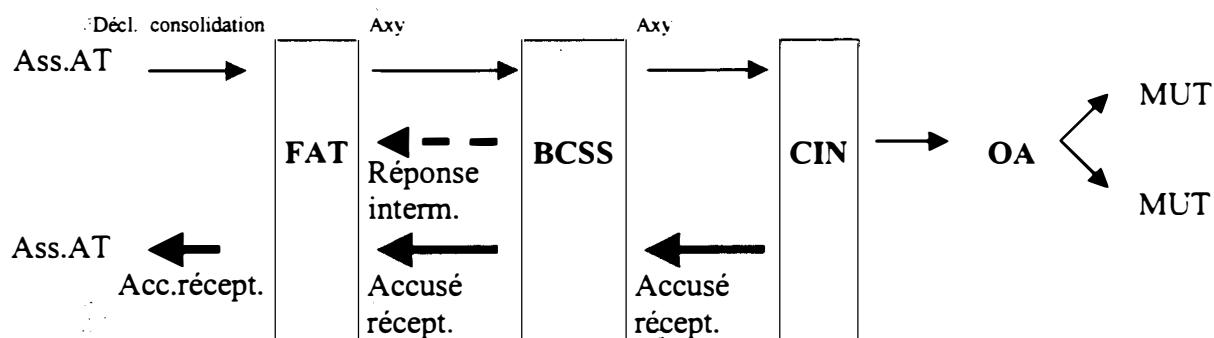 Décl. consolidation Axy Axy
Ass.AT
MUT
FAT BCSS CIN OA
Réponse
interm.
MUT
Ass.AT
Acc.récept. Accusé Accusé
récept. récept.